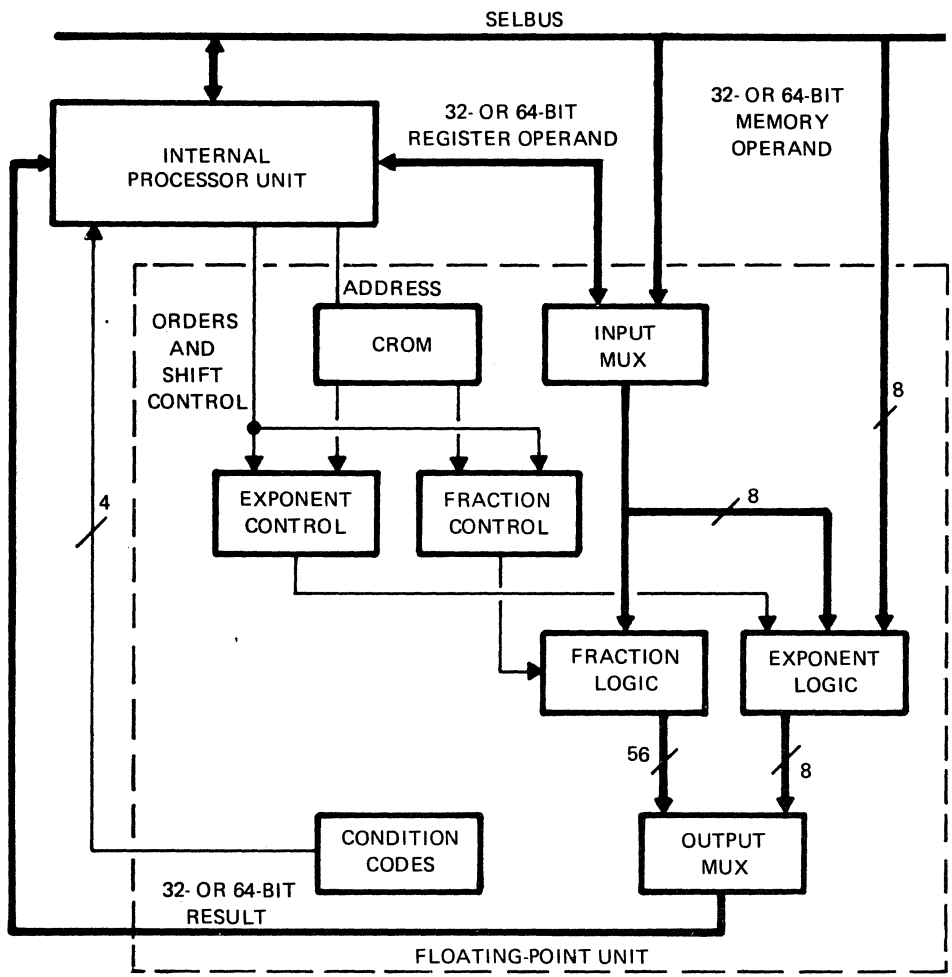 SELBUS
32- OR 64-BIT
REGISTER OPERAND
32- OR 64-BIT
MEMORY
OPERAND
INTERNAL
PROCESSOR UNIT
ADDRESS
ORDERS
AND
SHIFT
CONTROL
CROM
INPUT
MUX
8
4
EXPONENT
CONTROL
FRACTION
CONTROL
8
FRACTION
LOGIC
EXPONENT
LOGIC
56
8
CONDITION
CODES
OUTPUT
MUX
32- OR 64-BIT
RESULT
FLOATING-POINT UNIT